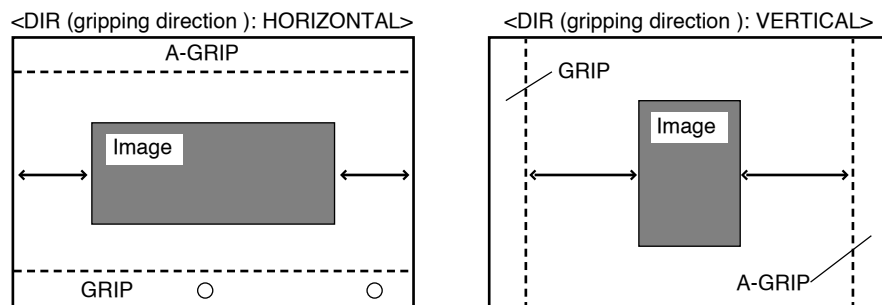 <DIR (gripping direction ): HORIZONTAL>
A-GRIP
Image
GRIP
<DIR (gripping direction ): VERTICAL>
GRIP
Image
A-GRIP